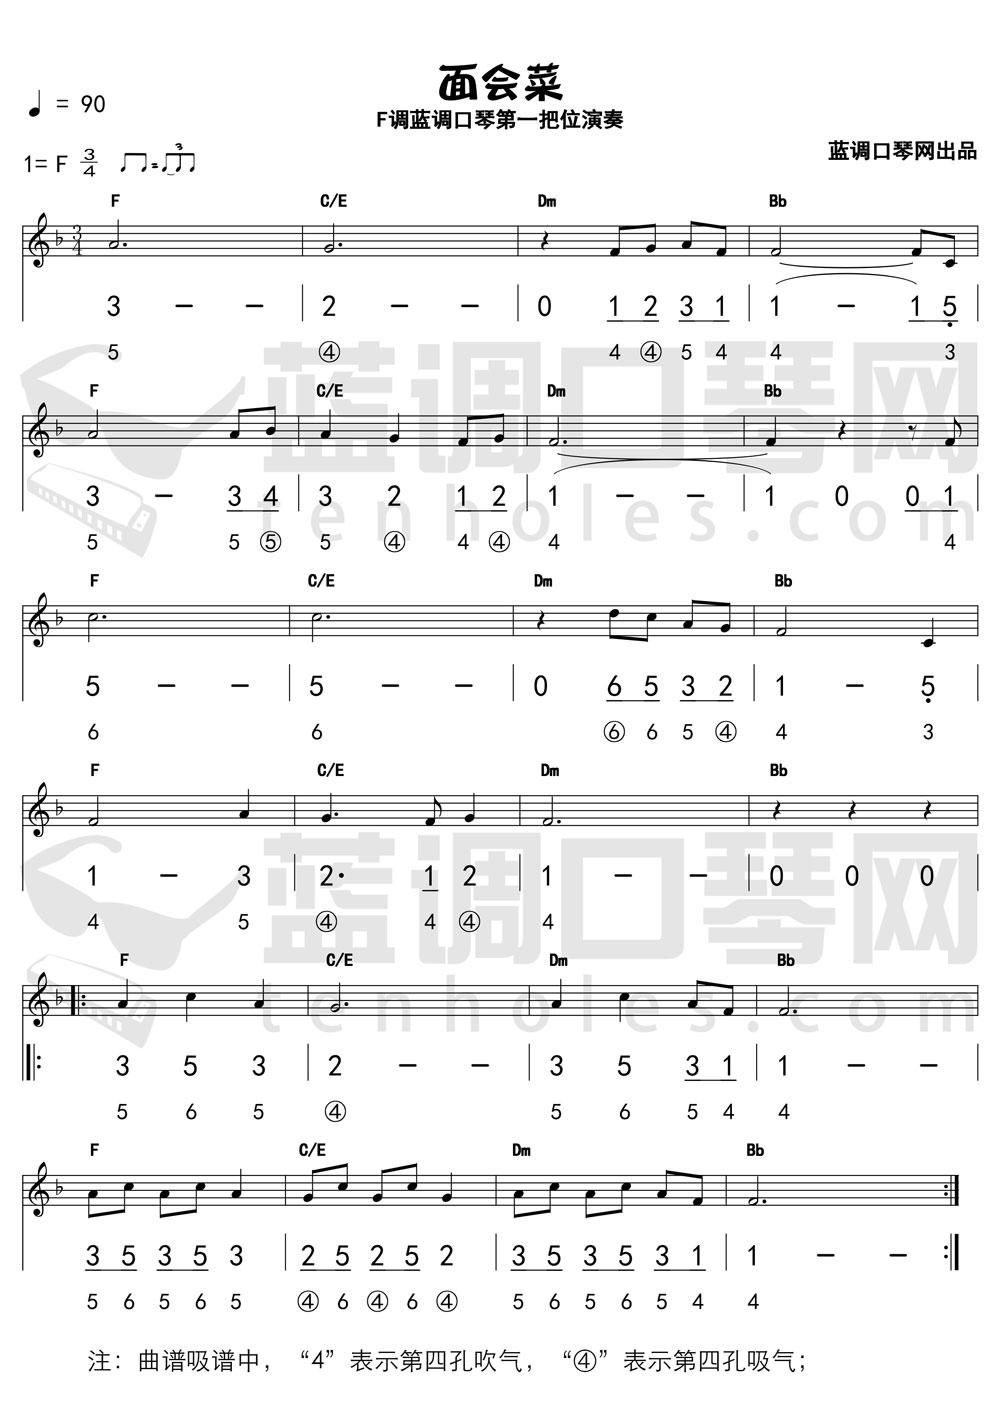 面会菜
♩ = 90
F调蓝调口琴第一把位演奏
蓝调口琴网出品
1= F 3/4 ♫ = 3
F C/E Dm Bb
3/4
3 - - 2 - - 0 1 2 3 1 1 - 1 5̣
5 ④ 4 ④ 5 4 4 3
蓝调口琴网
F C/E Dm Bb
3 - 3 4 3 2 1 2 1 - - 1 0 0 1
tenholes.com
5 5 ⑤ 5 ④ 4 ④ 4 4
F C/E Dm Bb
5 - - 5 - - 0 6 5 3 2 1 - 5̣
6 6 ⑥ 6 5 ④ 4 3
F C/E Dm Bb
1 - 3 2· 1 2 1 - - 0 0 0
蓝调口琴网
4 5 ④ 4 ④ 4
F C/E Dm Bb
tenholes.com
3 5 3 2 - - 3 5 3 1 1 - -
5 6 5 ④ 5 6 5 4 4
F C/E Dm Bb
3 5 3 5 3 2 5 2 5 2 3 5 3 5 3 1 1 - -
5 6 5 6 5 ④ 6 ④ 6 ④ 5 6 5 6 5 4 4
注：曲谱吸谱中，“4”表示第四孔吹气，“④”表示第四孔吸气；